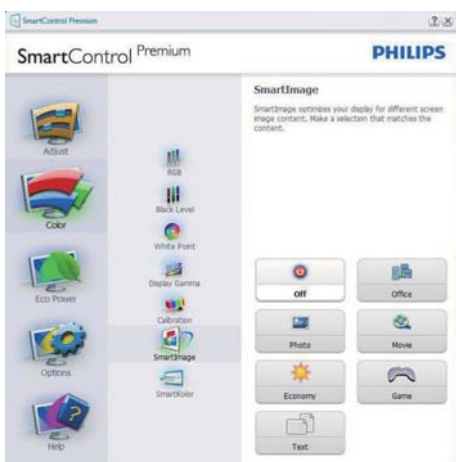 SmartControl Premium
SmartControl Premium
PHILIPS
Adjust
Color
Eco Power
Options
Help
RGB
Black Level
White Point
Display Gamma
Calibration
SmartImage
SmartKolor
SmartImage
SmartImage optimizes your display for different screen
image content. Make a selection that matches the
content.
Off
Office
Photo
Movie
Economy
Game
Text